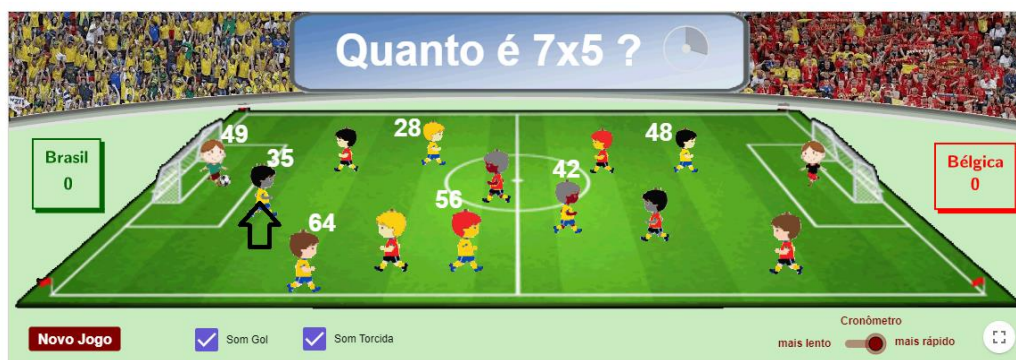 Quanto é 7x5 ?
Brasil
0
49
35
28
48
42
56
64
Bélgica
0
Novo Jogo
Som Gol
Som Torcida
Cronômetro
mais lento
mais rápido